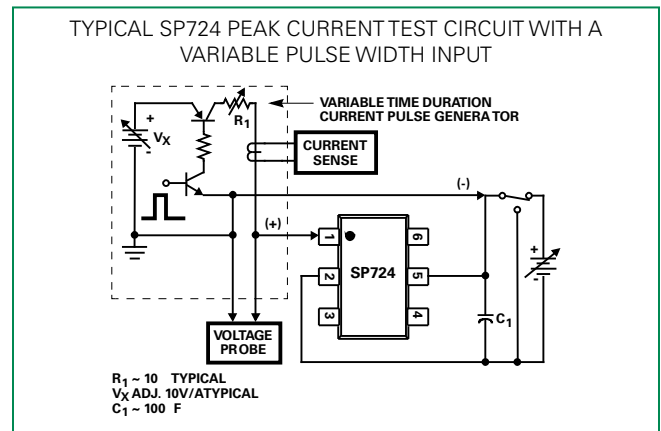 TYPICAL SP724 PEAK CURRENT TEST CIRCUIT WITH A
VARIABLE PULSE WIDTH INPUT
+
VX
-
R1
VARIABLE TIME DURATION
CURRENT PULSE GENERATOR
CURRENT
SENSE
(-)
(+)
1
2
3
SP724
6
5
4
+
-
C1
VOLTAGE
PROBE
R1 ~ 10 TYPICAL
VX ADJ. 10V/ATYPICAL
C1 ~ 100 F